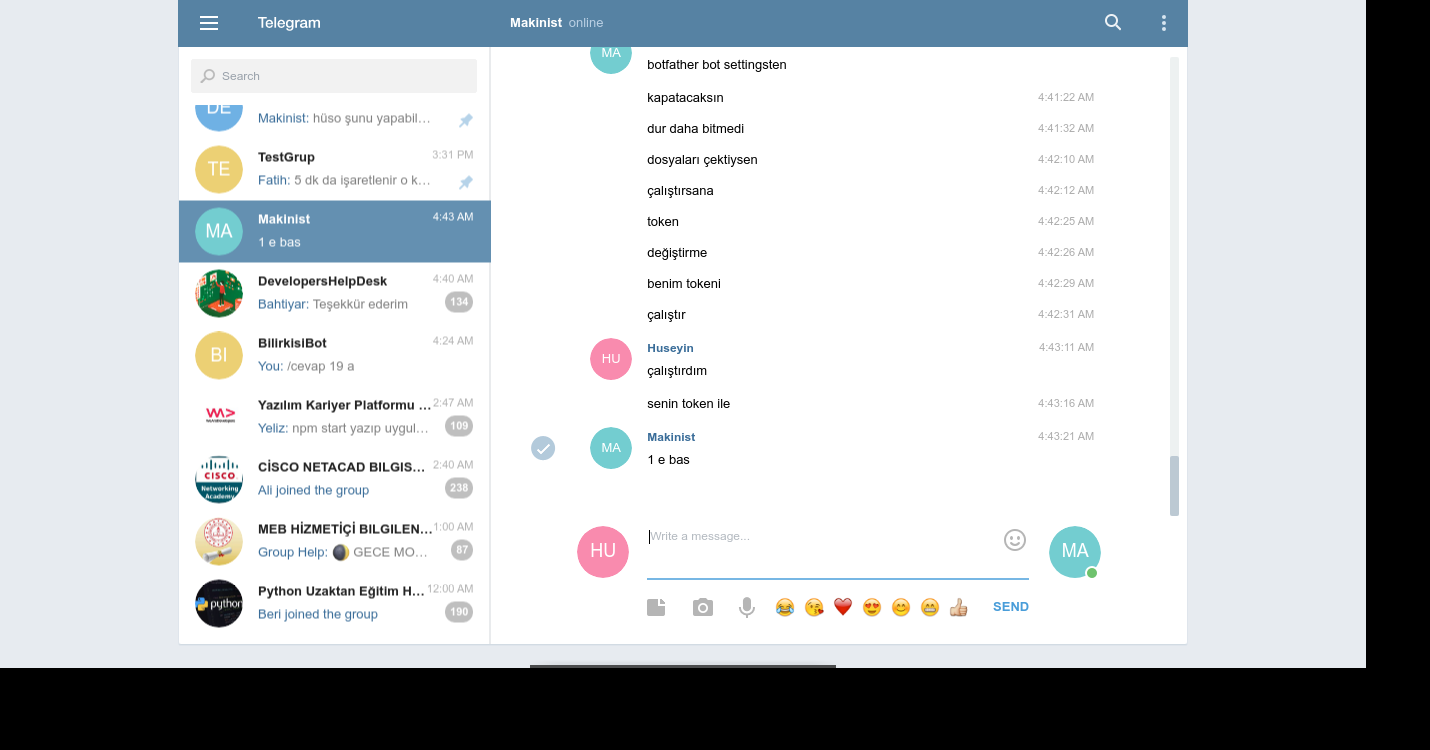 Telegram
Makinist online
Search
DE
Makinist: hüso şunu yapabil...
TE
TestGrup 3:31 PM
Fatih: 5 dk da işaretlenir o k...
MA
Makinist 4:43 AM
1 e bas
DevelopersHelpDesk 4:40 AM
Bahtiyar: Teşekkür ederim 134
BI
BilirkisiBot 4:24 AM
You: /cevap 19 a
Yazılım Kariyer Platformu ... 2:47 AM
Yeliz: npm start yazıp uygul... 109
CISCO
Networking
Academy
CİSCO NETACAD BILGIS... 2:40 AM
Ali joined the group 238
MEB HİZMETİÇİ BILGILEN... 1:00 AM
Group Help: 🌒 GECE MO... 87
python
Python Uzaktan Eğitim H... 12:00 AM
Beri joined the group 190
MA
botfather bot settingsten
kapatacaksın 4:41:22 AM
dur daha bitmedi 4:41:32 AM
dosyaları çektiysen 4:42:10 AM
çalıştırsana 4:42:12 AM
token 4:42:25 AM
değiştirme 4:42:26 AM
benim tokeni 4:42:29 AM
çalıştır 4:42:31 AM
HU
Huseyin 4:43:11 AM
çalıştırdım
senin token ile 4:43:16 AM
MA
Makinist 4:43:21 AM
1 e bas
HU
Write a message...
MA
SEND